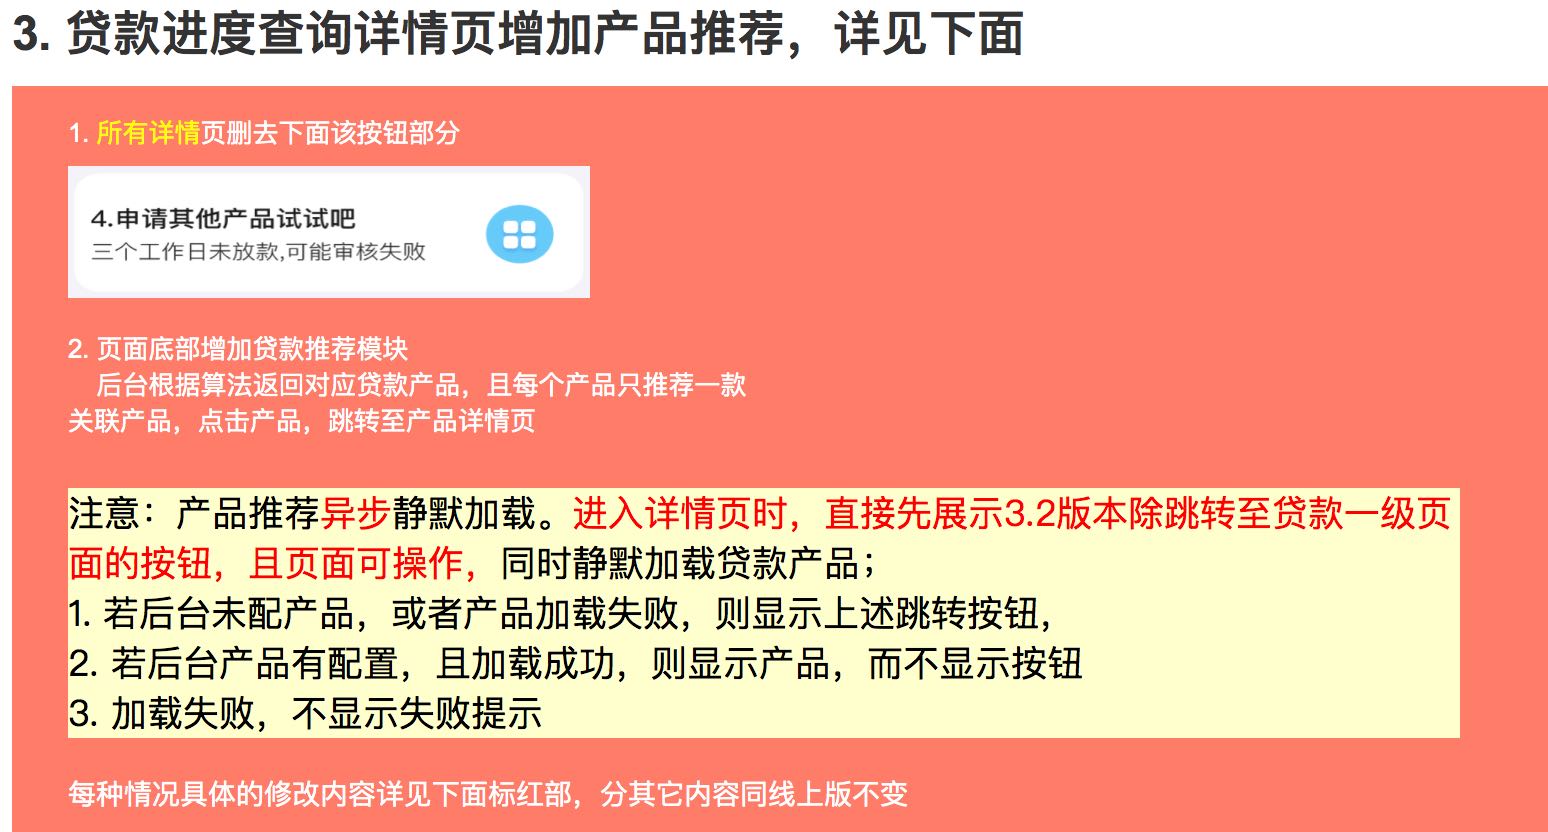 3. 贷款进度查询详情页增加产品推荐，详见下面
1. 所有详情页删去下面该按钮部分
4.申请其他产品试试吧
三个工作日未放款,可能审核失败
2. 页面底部增加贷款推荐模块
后台根据算法返回对应贷款产品，且每个产品只推荐一款
关联产品，点击产品，跳转至产品详情页
注意：产品推荐异步静默加载。进入详情页时，直接先展示3.2版本除跳转至贷款一级页
面的按钮，且页面可操作，同时静默加载贷款产品；
1. 若后台未配产品，或者产品加载失败，则显示上述跳转按钮，
2. 若后台产品有配置，且加载成功，则显示产品，而不显示按钮
3. 加载失败，不显示失败提示
每种情况具体的修改内容详见下面标红部，分其它内容同线上版不变